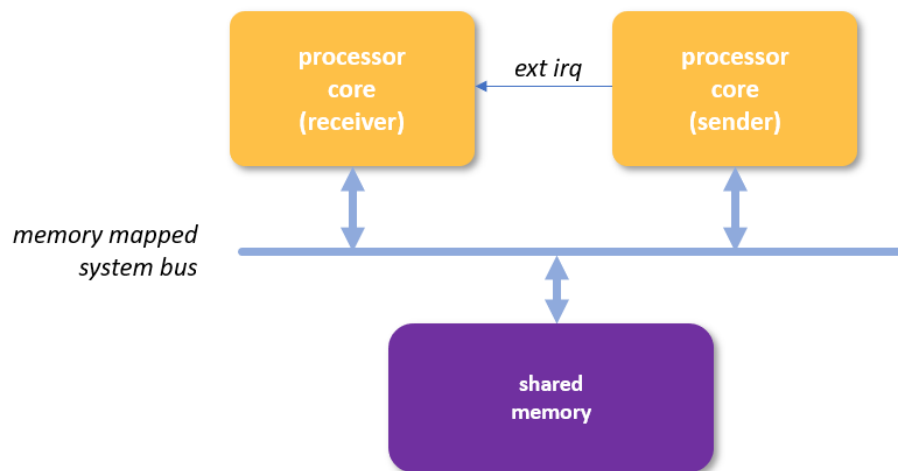 processor
core
(receiver)
ext irq
processor
core
(sender)
memory mapped
system bus
shared
memory